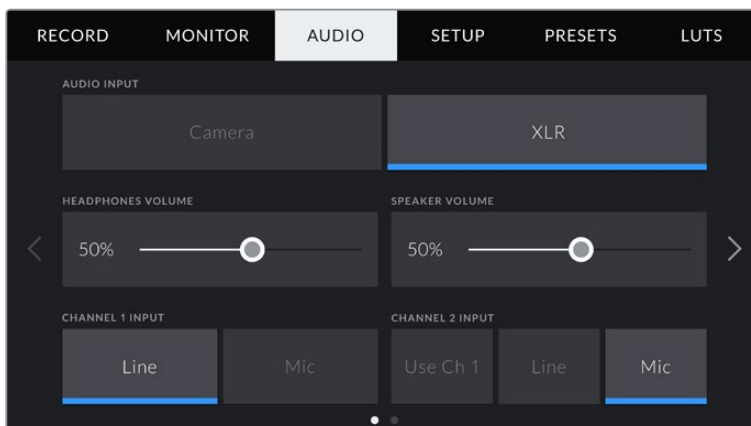 RECORD MONITOR AUDIO SETUP PRESETS LUTS
AUDIO INPUT
Camera XLR
HEADPHONES VOLUME SPEAKER VOLUME
50% 50%
CHANNEL 1 INPUT CHANNEL 2 INPUT
Line Mic Use Ch 1 Line Mic